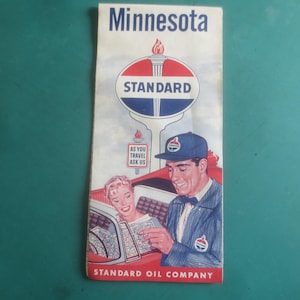 Minnesota
STANDARD
AS YOU
TRAVEL
ASK US
STANDARD OIL COMPANY